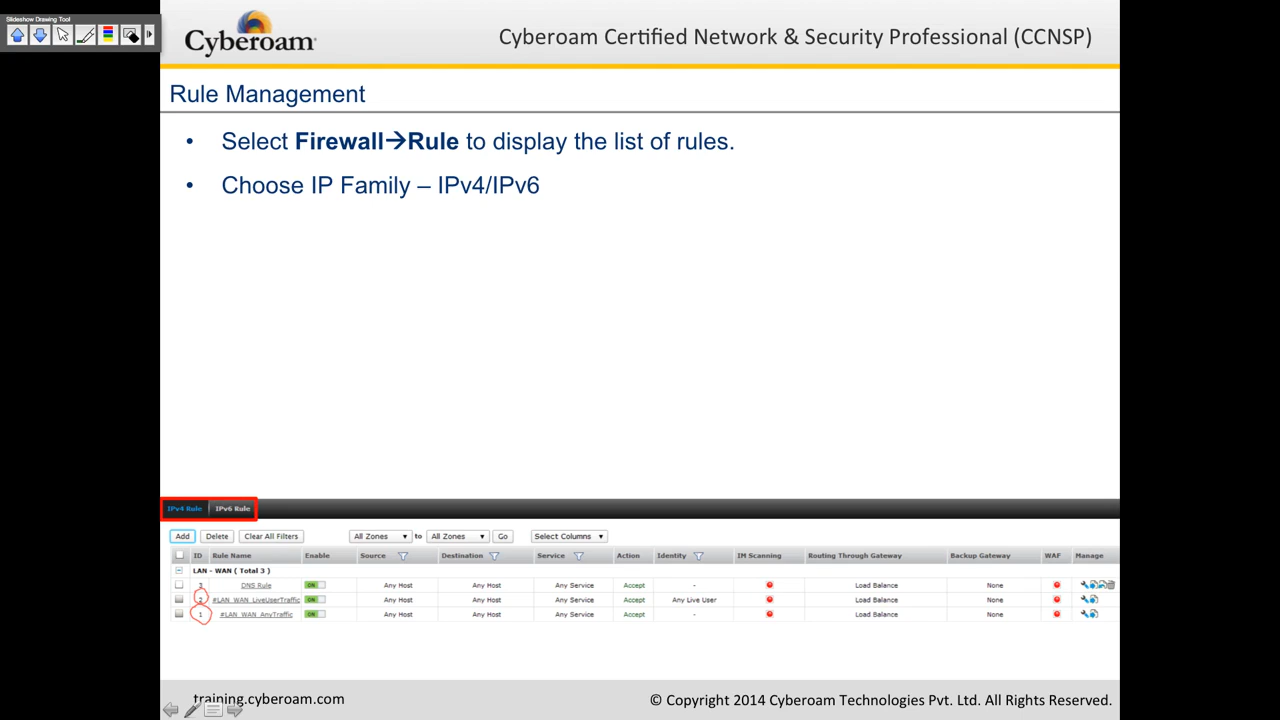 Slideshow Drawing Tool
Cyberoam
Cyberoam Certified Network & Security Professional (CCNSP)
Rule Management
• Select Firewall→Rule to display the list of rules.
• Choose IP Family – IPv4/IPv6
IPv4 Rule IPv6 Rule
Add Delete Clear All Filters All Zones to All Zones Go Select Columns
ID Rule Name Enable Source Destination Service Action Identity IM Scanning Routing Through Gateway Backup Gateway WAF Manage
LAN - WAN ( Total 3 )
3 DNS Rule ON Any Host Any Host Any Service Accept - Load Balance None
2 #LAN_WAN_LiveUserTraffic ON Any Host Any Host Any Service Accept Any Live User Load Balance None
1 #LAN_WAN_AnyTraffic ON Any Host Any Host Any Service Accept - Load Balance None
training.cyberoam.com
© Copyright 2014 Cyberoam Technologies Pvt. Ltd. All Rights Reserved.